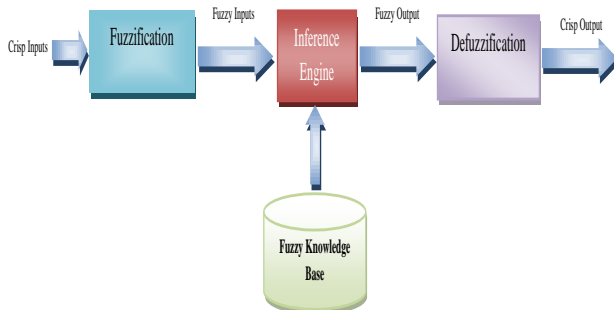 Crisp Inputs
Fuzzification
Fuzzy Inputs
Inference
Engine
Fuzzy Output
Defuzzification
Crisp Output
Fuzzy Knowledge
Base